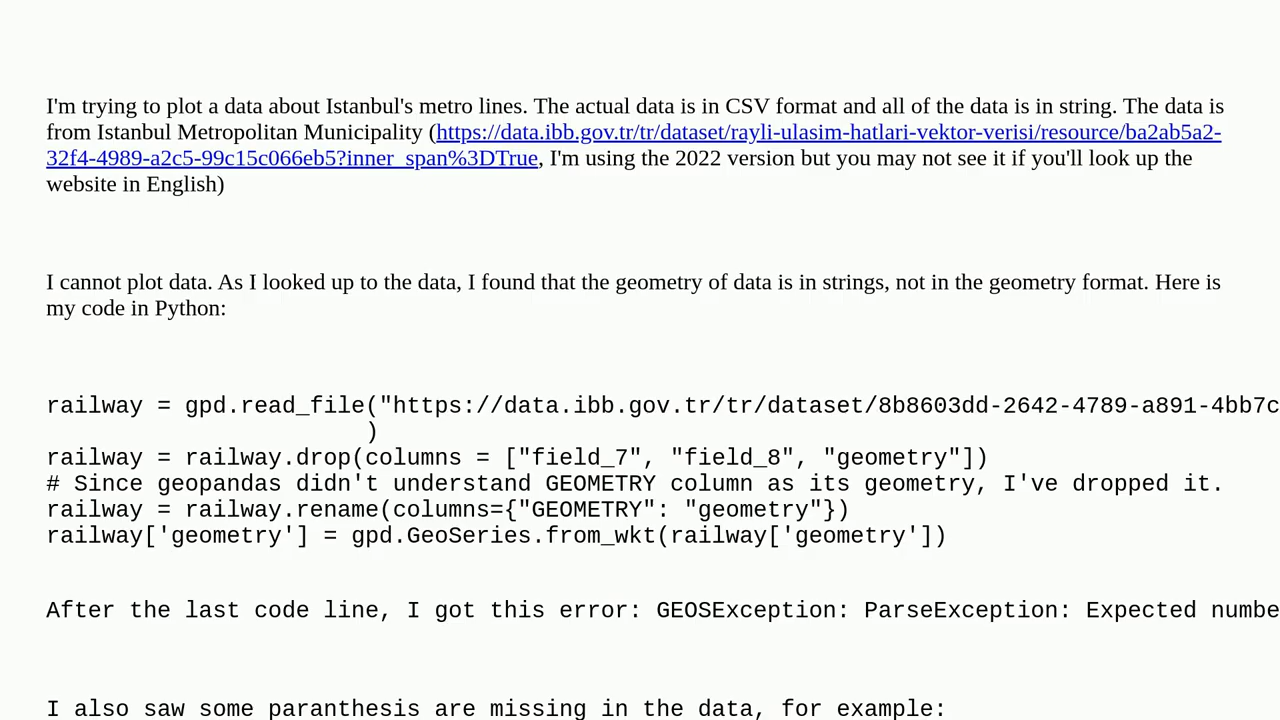 I'm trying to plot a data about Istanbul's metro lines. The actual data is in CSV format and all of the data is in string. The data is
from Istanbul Metropolitan Municipality (https://data.ibb.gov.tr/tr/dataset/rayli-ulasim-hatlari-vektor-verisi/resource/ba2ab5a2-
32f4-4989-a2c5-99c15c066eb5?inner_span%3DTrue, I'm using the 2022 version but you may not see it if you'll look up the
website in English)
I cannot plot data. As I looked up to the data, I found that the geometry of data is in strings, not in the geometry format. Here is
my code in Python:
railway = gpd.read_file("https://data.ibb.gov.tr/tr/dataset/8b8603dd-2642-4789-a891-4bb7c
)
railway = railway.drop(columns = ["field_7", "field_8", "geometry"])
# Since geopandas didn't understand GEOMETRY column as its geometry, I've dropped it.
railway = railway.rename(columns={"GEOMETRY": "geometry"})
railway['geometry'] = gpd.GeoSeries.from_wkt(railway['geometry'])
After the last code line, I got this error: GEOSException: ParseException: Expected numbe
I also saw some paranthesis are missing in the data, for example: